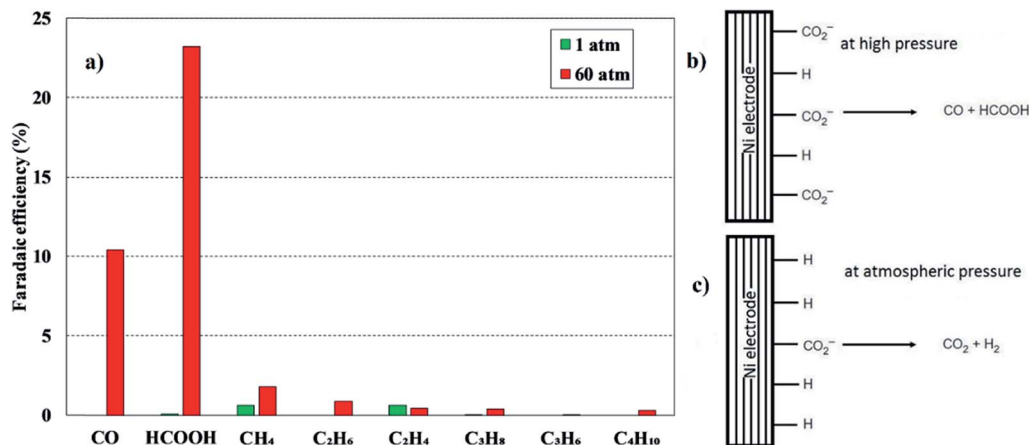 a)
1 atm
60 atm
Faradaic efficiency (%)
25
20
15
10
5
0
CO HCOOH CH₄ C₂H₆ C₂H₄ C₃H₈ C₃H₆ C₄H₁₀
b)
Ni electrode
at high pressure
CO₂⁻
H
CO₂⁻
H
CO₂⁻
CO + HCOOH
c)
Ni electrode
at atmospheric pressure
H
H
CO₂⁻
H
H
CO₂ + H₂